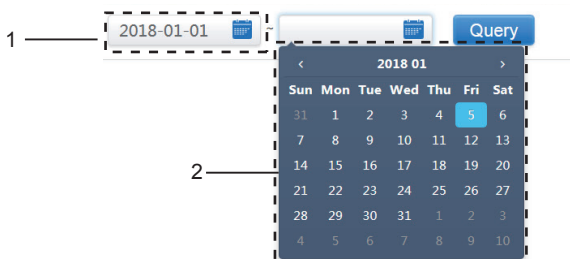 1 2018-01-01 ~ Query
‹ 2018 01 ›
Sun Mon Tue Wed Thu Fri Sat
31 1 2 3 4 5 6
7 8 9 10 11 12 13
2 14 15 16 17 18 19 20
21 22 23 24 25 26 27
28 29 30 31 1 2 3
4 5 6 7 8 9 10